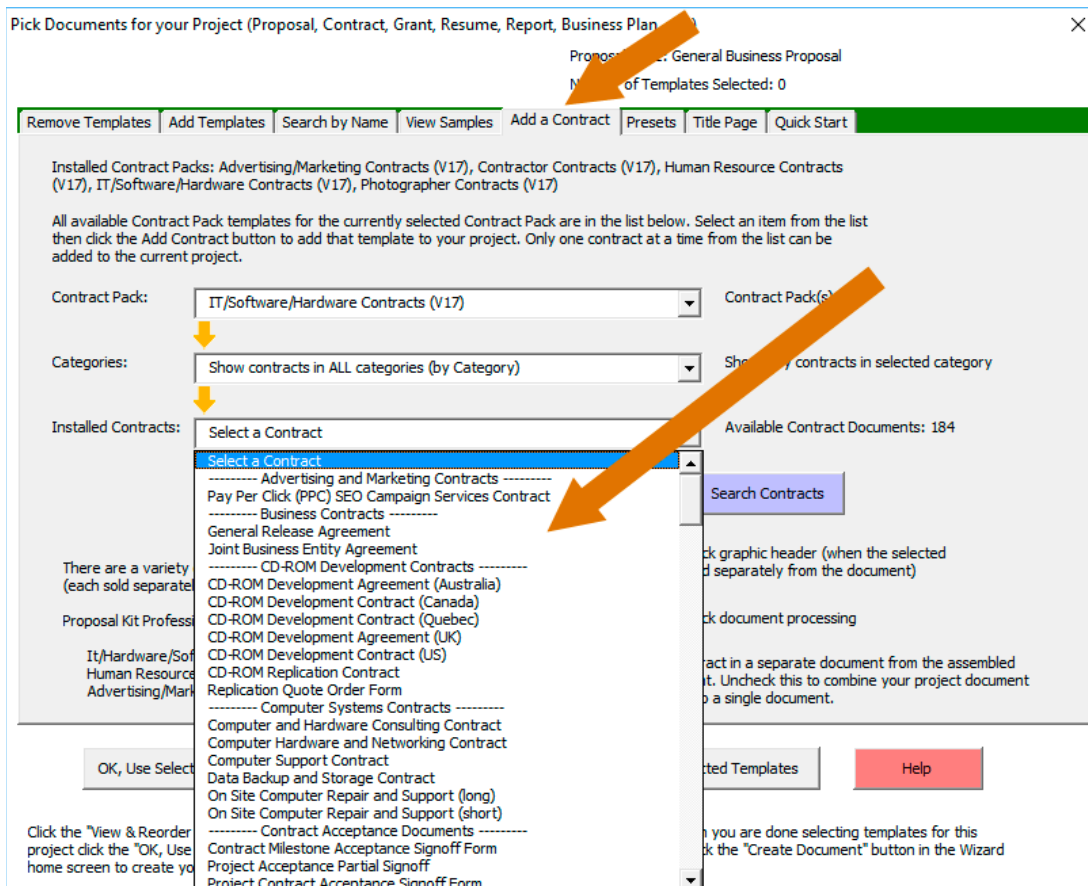 Pick Documents for your Project (Proposal, Contract, Grant, Resume, Report, Business Plan
General Business Proposal
of Templates Selected: 0
Remove Templates Add Templates Search by Name View Samples Add a Contract Presets Title Page Quick Start
Installed Contract Packs: Advertising/Marketing Contracts (V17), Contractor Contracts (V17), Human Resource Contracts
(V17), IT/Software/Hardware Contracts (V17), Photographer Contracts (V17)
All available Contract Pack templates for the currently selected Contract Pack are in the list below. Select an item from the list
then click the Add Contract button to add that template to your project. Only one contract at a time from the list can be
added to the current project.
Contract Pack: IT/Software/Hardware Contracts (V17) Contract Pack(s)
Categories: Show contracts in ALL categories (by Category) contracts in selected category
Installed Contracts: Select a Contract Available Contract Documents: 184
Select a Contract
--------- Advertising and Marketing Contracts ---------
Pay Per Click (PPC) SEO Campaign Services Contract
Search Contracts
--------- Business Contracts ---------
General Release Agreement
Joint Business Entity Agreement
graphic header (when the selected
--------- CD-ROM Development Contracts ---------
There are a variety
separately from the document)
CD-ROM Development Agreement (Australia)
(each sold
CD-ROM Development Contract (Canada)
CD-ROM Development Contract (Quebec)
Proposal Kit
document processing
CD-ROM Development Agreement (UK)
CD-ROM Development Contract (US)
in a separate document from the assembled
CD-ROM Replication Contract
Human Resource
Uncheck this to combine your project document
Replication Quote Order Form
a single document.
--------- Computer Systems Contracts ---------
Computer and Hardware Consulting Contract
Computer Hardware and Networking Contract
Computer Support Contract
OK, Use Templates Help
Data Backup and Storage Contract
On Site Computer Repair and Support (long)
On Site Computer Repair and Support (short)
--------- Contract Acceptance Documents ---------
Click the "View & Reorder
you are done selecting templates for this
Contract Milestone Acceptance Signoff Form
project click the "OK, Use
the "Create Document" button in the Wizard
Project Acceptance Partial Signoff
home screen to create
Project Contract Acceptance Signoff Form